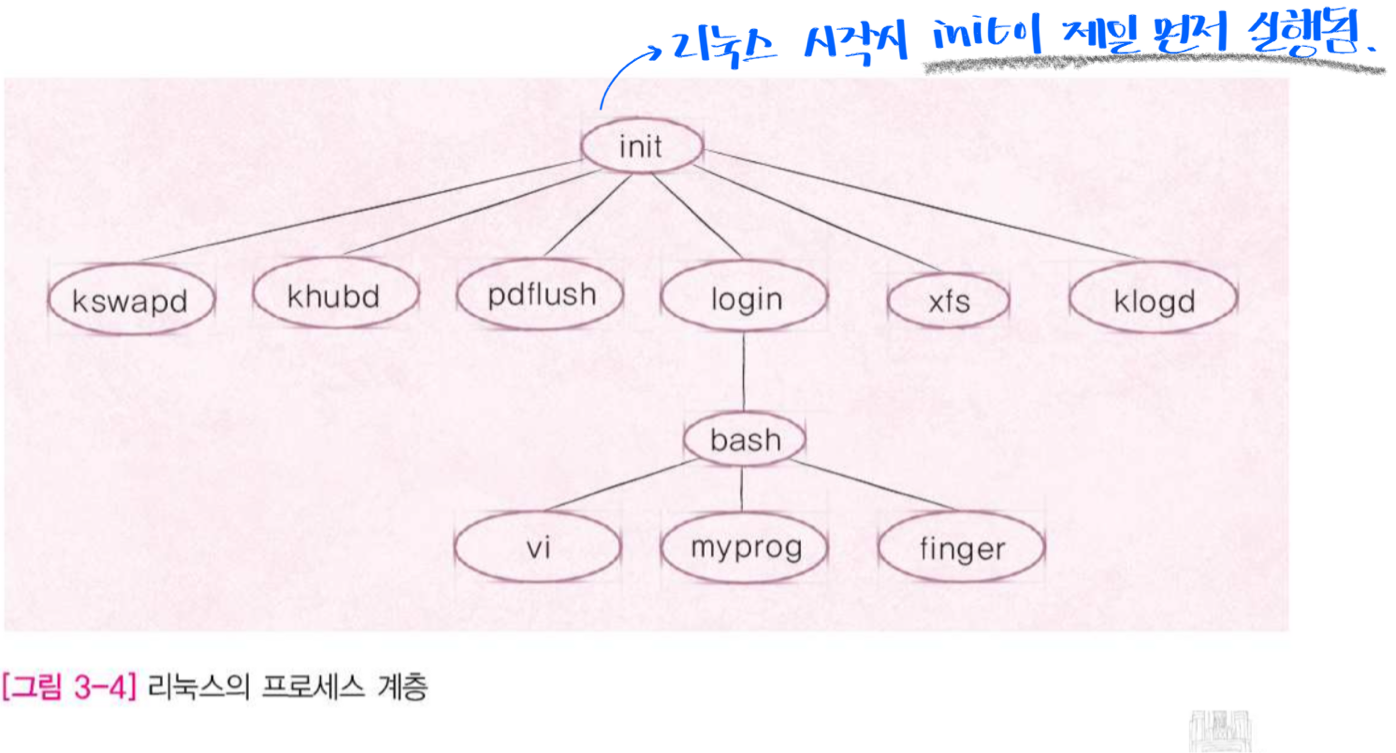 리눅스 시작시 init이 제일 먼저 실행됨.
init
kswapd khubd pdflush login xfs klogd
bash
vi myprog finger
[그림 3-4] 리눅스의 프로세스 계층